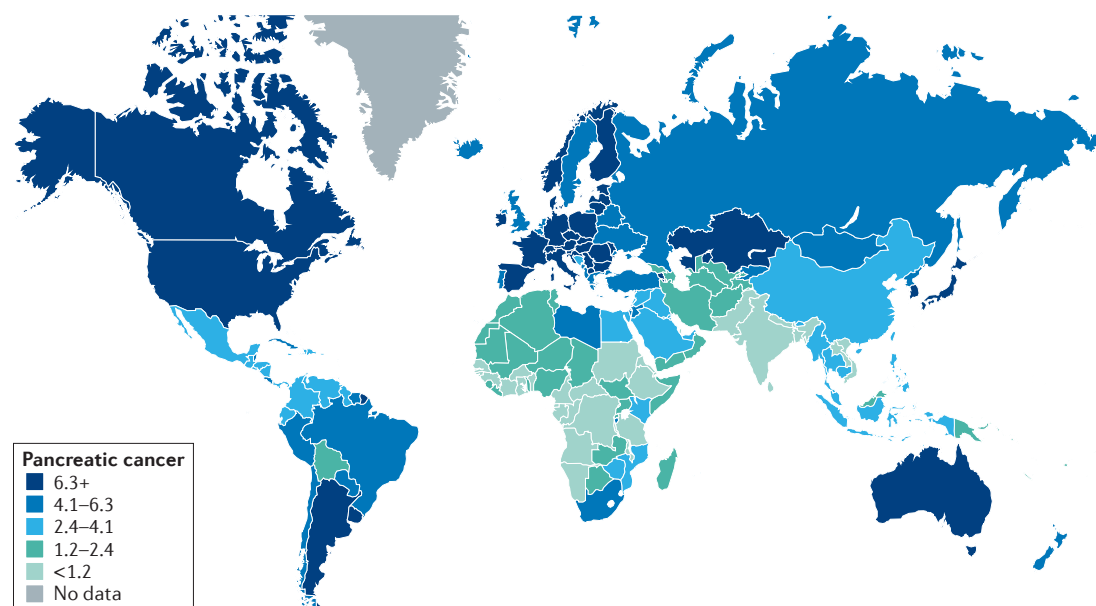 Pancreatic cancer
6.3+
4.1–6.3
2.4–4.1
1.2–2.4
<1.2
No data